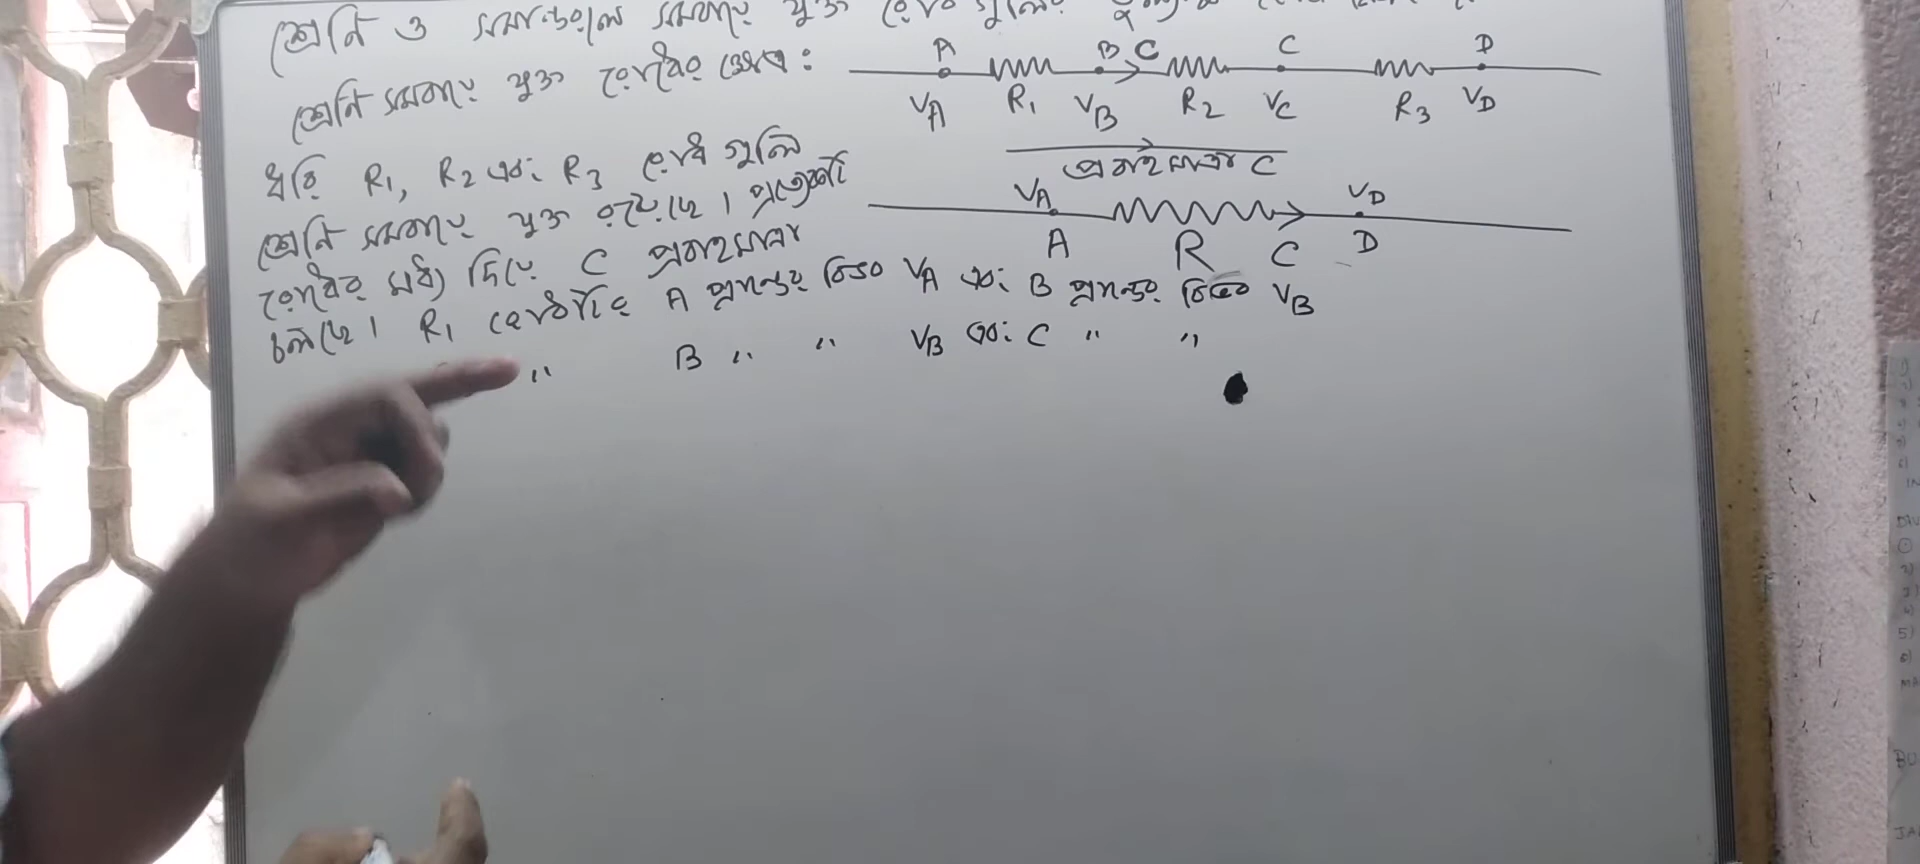 শ্রেনি ও সমান্তরাল সমবায়ে যুক্ত
শ্রেনি সমবায়ে যুক্ত রোধের ক্ষেত্রে :
A B C C D
VA R1 VB R2 VC R3 VD
প্রবাহমাত্রা C
VA VD
A R C D
ধরি R1, R2 এবং R3 রোধ গুলি
শ্রেনি সমবায়ে যুক্ত রয়েছে। প্রত্যেকটি
রোধের মধ্য দিয়ে C প্রবাহমাত্রা
চলছে। R1 রোধটির A প্রান্তের বিভব VA এবং B প্রান্তের বিভব VB
" B " " VB এবং C " "